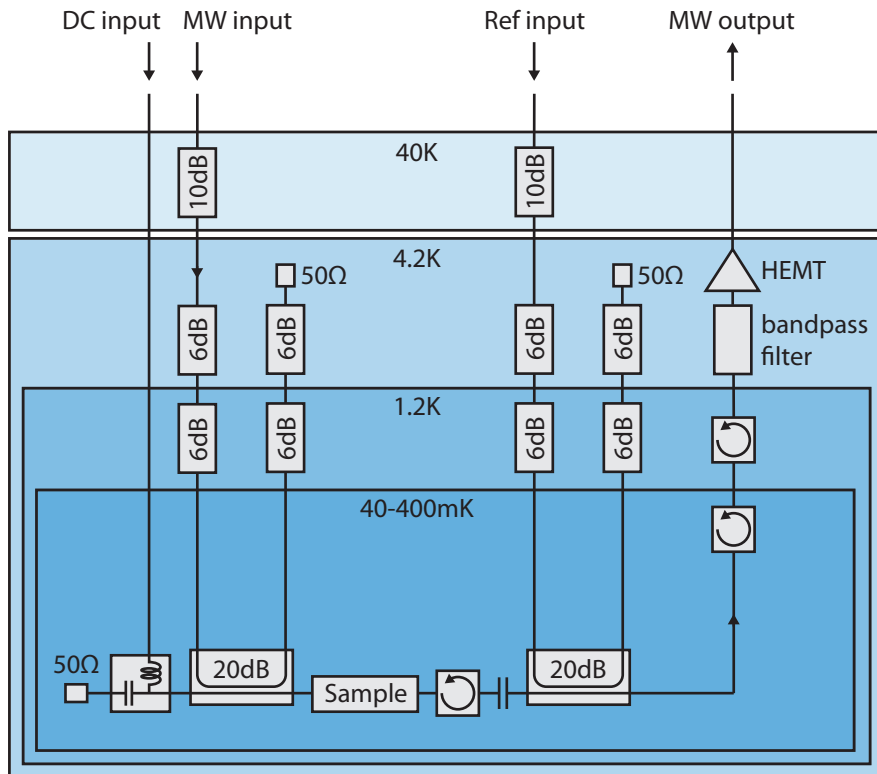 DC input
MW input
Ref input
MW output
40K
10dB
10dB
4.2K
HEMT
50Ω
50Ω
6dB
6dB
6dB
6dB
bandpass
filter
1.2K
6dB
6dB
6dB
6dB
40-400mK
50Ω
20dB
20dB
Sample